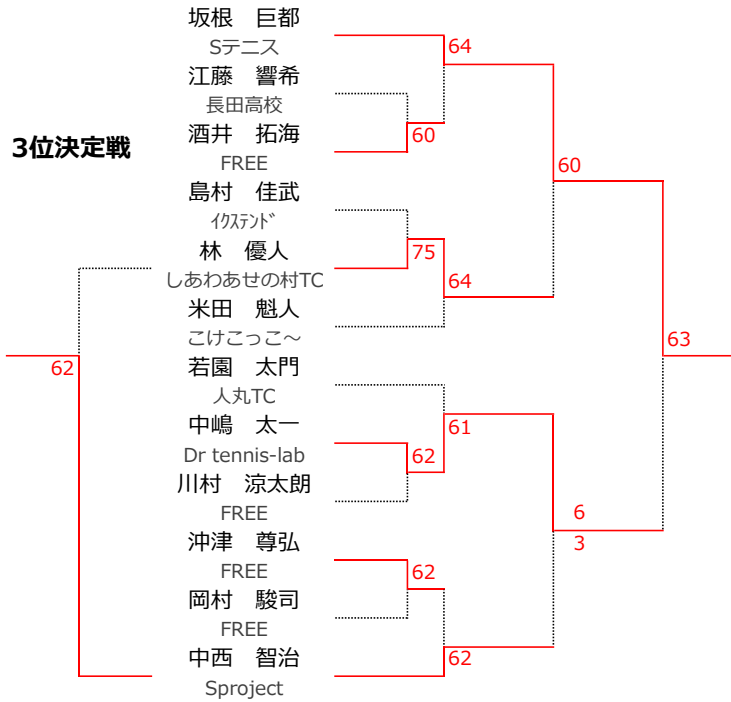 坂根　巨都
Sテニス
64
江藤　響希
長田高校
3位決定戦
酒井　拓海
60
FREE
60
島村　佳武
ｲｸｽﾃﾝﾄﾞ
林　優人
75
しあわあせの村TC
64
米田　魁人
こけこっこ～
63
若園　太門
62
人丸TC
中嶋　太一
61
Dr tennis-lab
62
川村　涼太朗
FREE
6
沖津　尊弘
3
FREE
62
岡村　駿司
FREE
中西　智治
62
Sproject